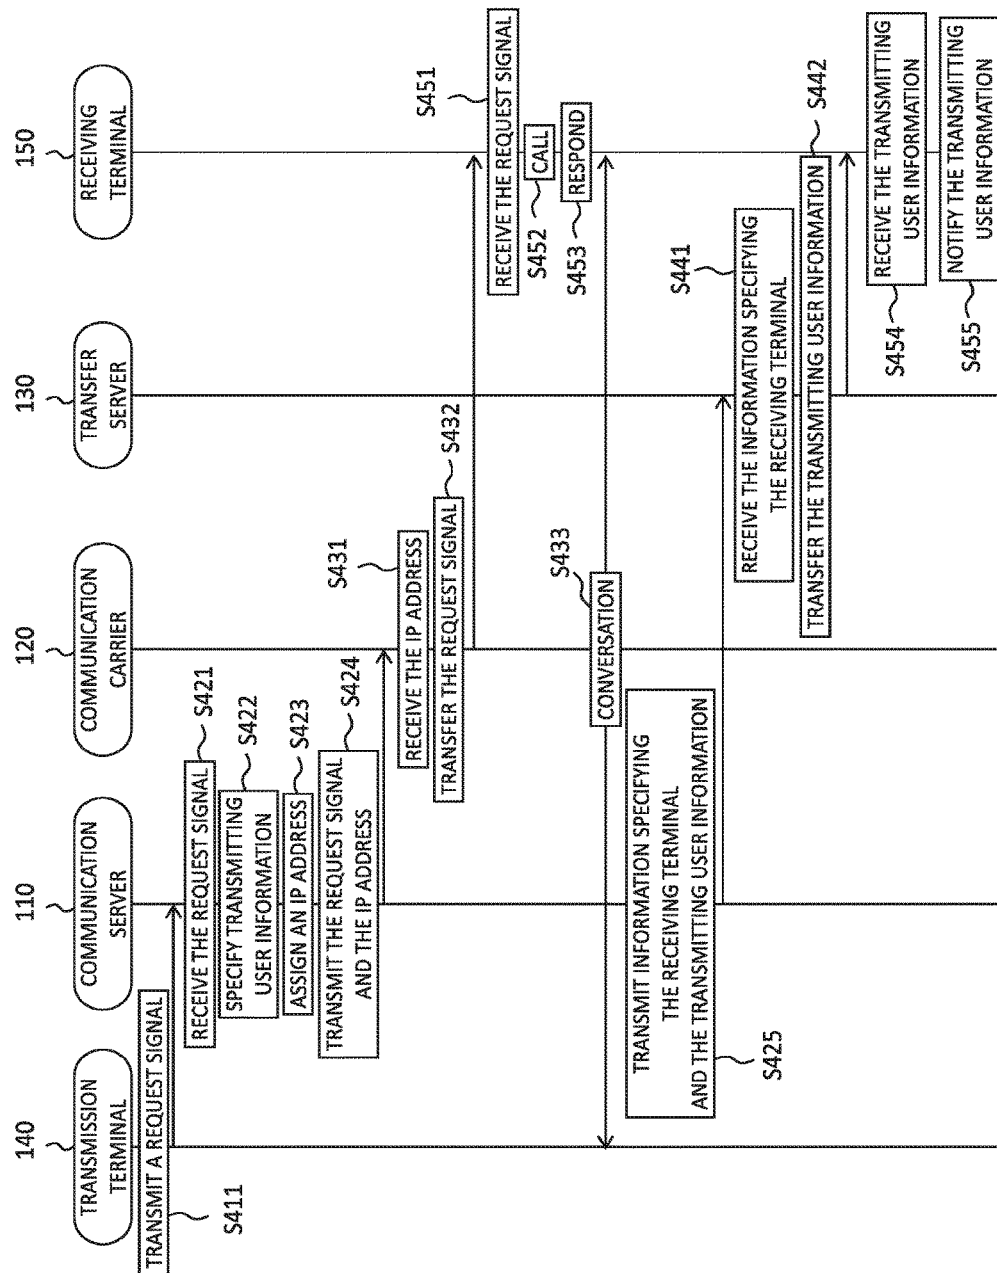 140
TRANSMISSION
TERMINAL
110
COMMUNICATION
SERVER
120
COMMUNICATION
CARRIER
130
TRANSFER
SERVER
150
RECEIVING
TERMINAL
TRANSMIT A REQUEST SIGNAL
S411
RECEIVE THE REQUEST SIGNAL
S421
SPECIFY TRANSMITTING
USER INFORMATION
S422
ASSIGN AN IP ADDRESS
S423
TRANSMIT THE REQUEST SIGNAL
AND THE IP ADDRESS
S424
RECEIVE THE IP ADDRESS
S431
TRANSFER THE REQUEST SIGNAL
S432
RECEIVE THE REQUEST SIGNAL
S451
CALL
S452
RESPOND
S453
CONVERSATION
S433
TRANSMIT INFORMATION SPECIFYING
THE RECEIVING TERMINAL
AND THE TRANSMITTING USER INFORMATION
S425
RECEIVE THE INFORMATION SPECIFYING
THE RECEIVING TERMINAL
S441
TRANSFER THE TRANSMITTING USER INFORMATION
S442
RECEIVE THE TRANSMITTING
USER INFORMATION
S454
NOTIFY THE TRANSMITTING
USER INFORMATION
S455